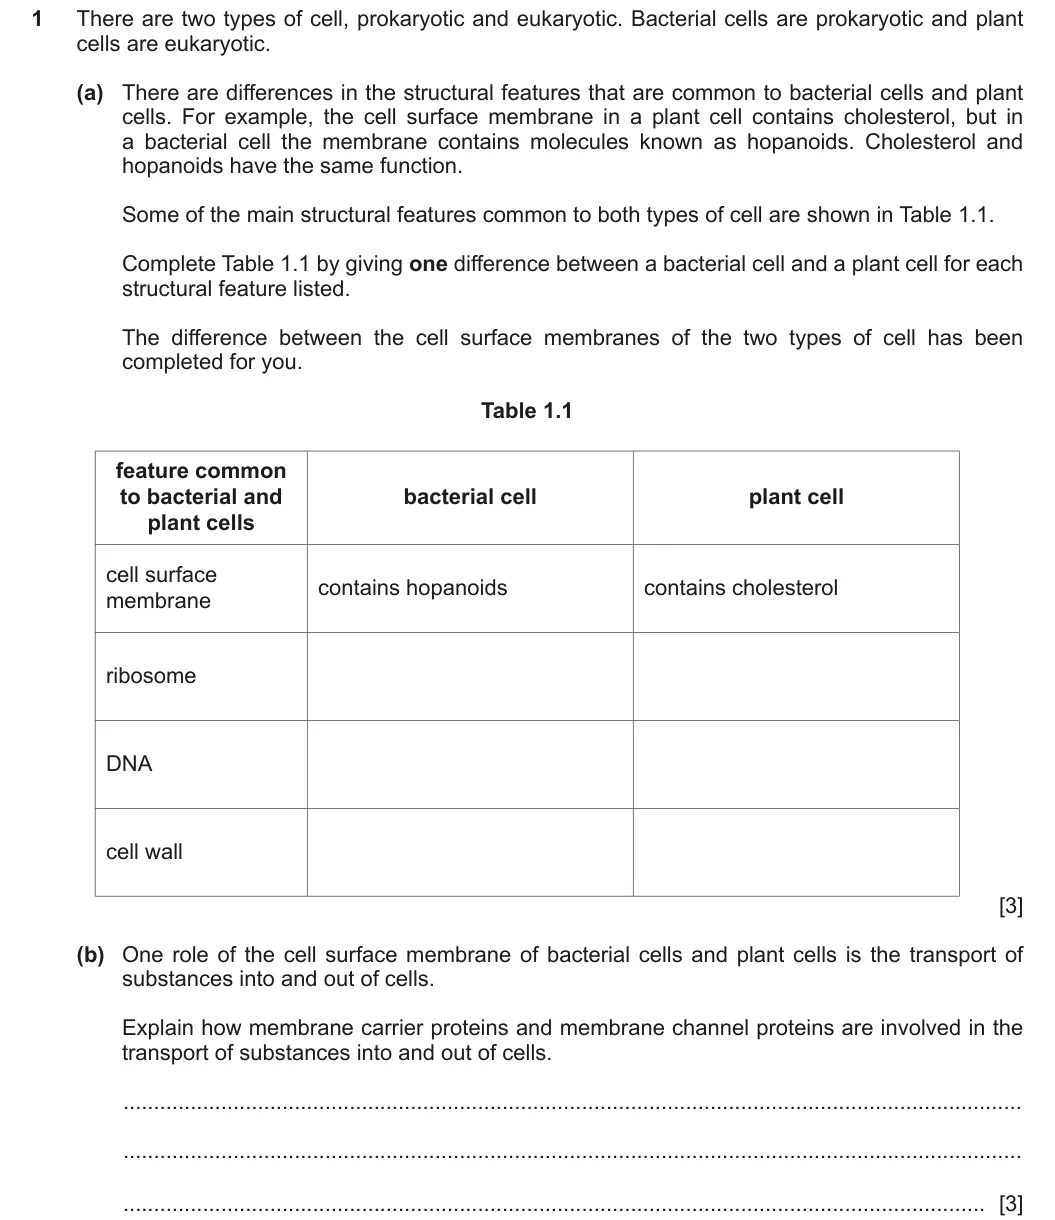 1 There are two types of cell, prokaryotic and eukaryotic. Bacterial cells are prokaryotic and plant
cells are eukaryotic.
(a) There are differences in the structural features that are common to bacterial cells and plant
cells. For example, the cell surface membrane in a plant cell contains cholesterol, but in
a bacterial cell the membrane contains molecules known as hopanoids. Cholesterol and
hopanoids have the same function.
Some of the main structural features common to both types of cell are shown in Table 1.1.
Complete Table 1.1 by giving one difference between a bacterial cell and a plant cell for each
structural feature listed.
The difference between the cell surface membranes of the two types of cell has been
completed for you.
Table 1.1
feature common
to bacterial and
plant cells
bacterial cell
plant cell
cell surface
membrane
contains hopanoids
contains cholesterol
ribosome
DNA
cell wall
[3]
(b) One role of the cell surface membrane of bacterial cells and plant cells is the transport of
substances into and out of cells.
Explain how membrane carrier proteins and membrane channel proteins are involved in the
transport of substances into and out of cells.
[3]